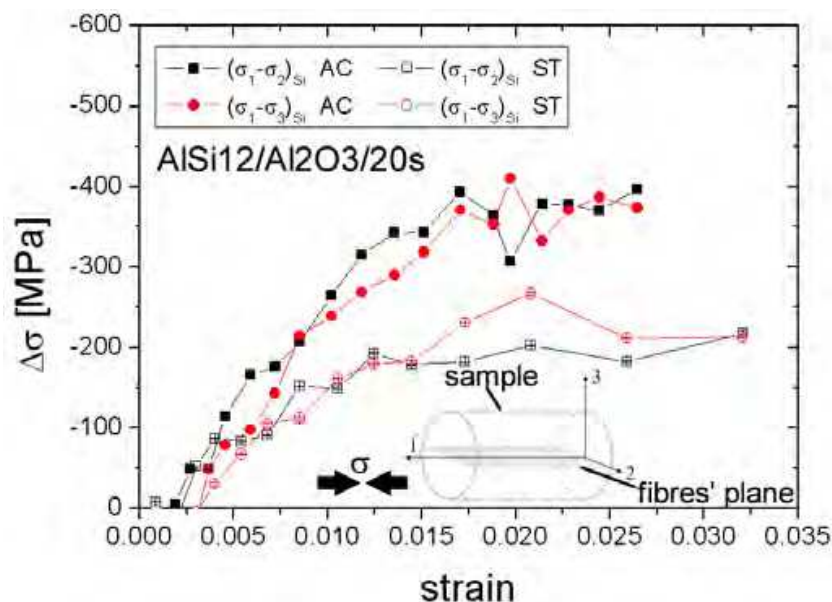 -600
-500
-400
-300
-200
-100
0
Δσ [MPa]
(σ1-σ2)Si AC (σ1-σ2)Si ST
(σ1-σ3)Si AC (σ1-σ3)Si ST
AlSi12/Al2O3/20s
sample
3
1
2
σ
fibres' plane
0.000 0.005 0.010 0.015 0.020 0.025 0.030 0.035
strain